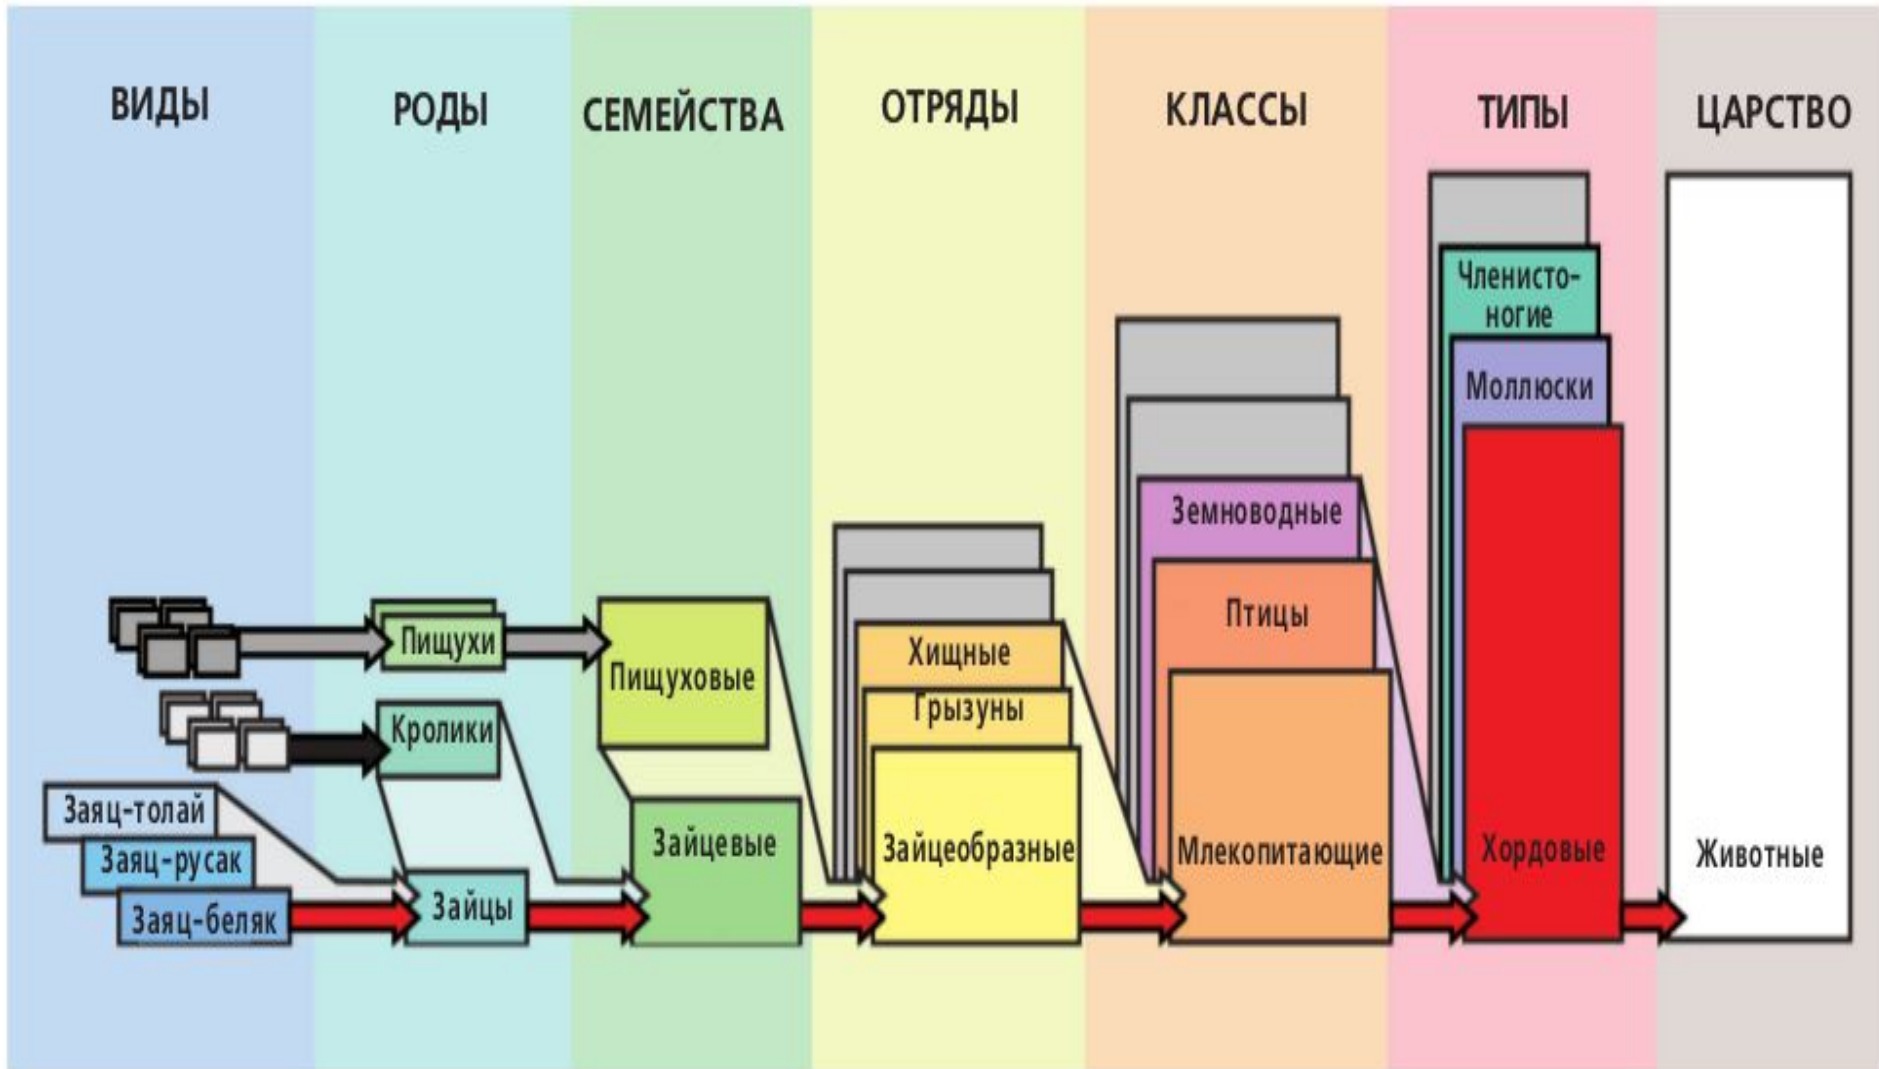 ВИДЫ
РОДЫ
СЕМЕЙСТВА
ОТРЯДЫ
КЛАССЫ
ТИПЫ
ЦАРСТВО
Заяц-толай
Заяц-русак
Заяц-беляк
Пищухи
Кролики
Зайцы
Пищуховые
Зайцевые
Хищные
Грызуны
Зайцеобразные
Земноводные
Птицы
Млекопитающие
Членисто-
ногие
Моллюски
Хордовые
Животные